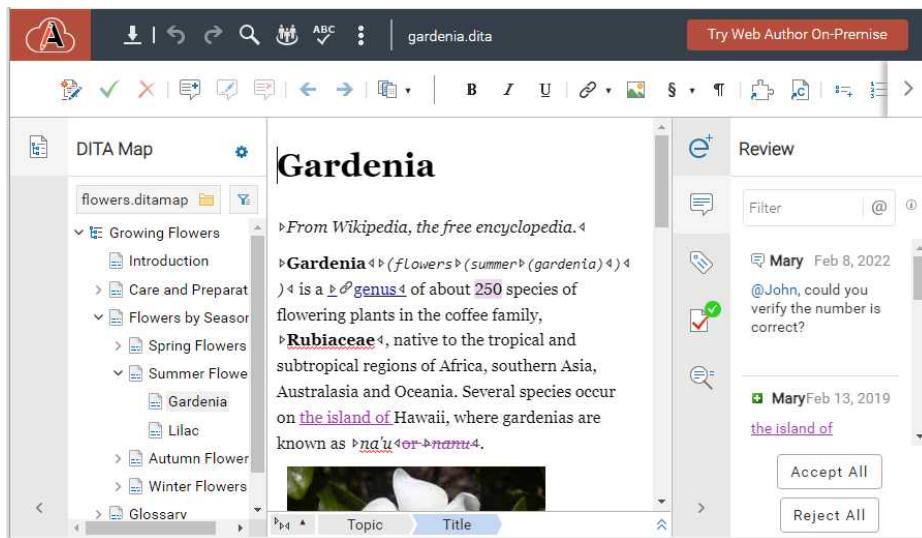 A
ABC
gardenia.dita
Try Web Author On-Premise
B I U § ¶
DITA Map
flowers.ditamap
Growing Flowers
Introduction
Care and Preparat
Flowers by Season
Spring Flowers
Summer Flowe
Gardenia
Lilac
Autumn Flower
Winter Flowers
Glossary
Gardenia
From Wikipedia, the free encyclopedia.
Gardenia (flowers (summer (gardenia) )
) is a genus of about 250 species of
flowering plants in the coffee family,
Rubiaceae, native to the tropical and
subtropical regions of Africa, southern Asia,
Australasia and Oceania. Several species occur
on the island of Hawaii, where gardenias are
known as na'u or nanu.
Topic Title
Review
Filter @
Mary Feb 8, 2022
@John, could you
verify the number is
correct?
Mary Feb 13, 2019
the island of
Accept All
Reject All